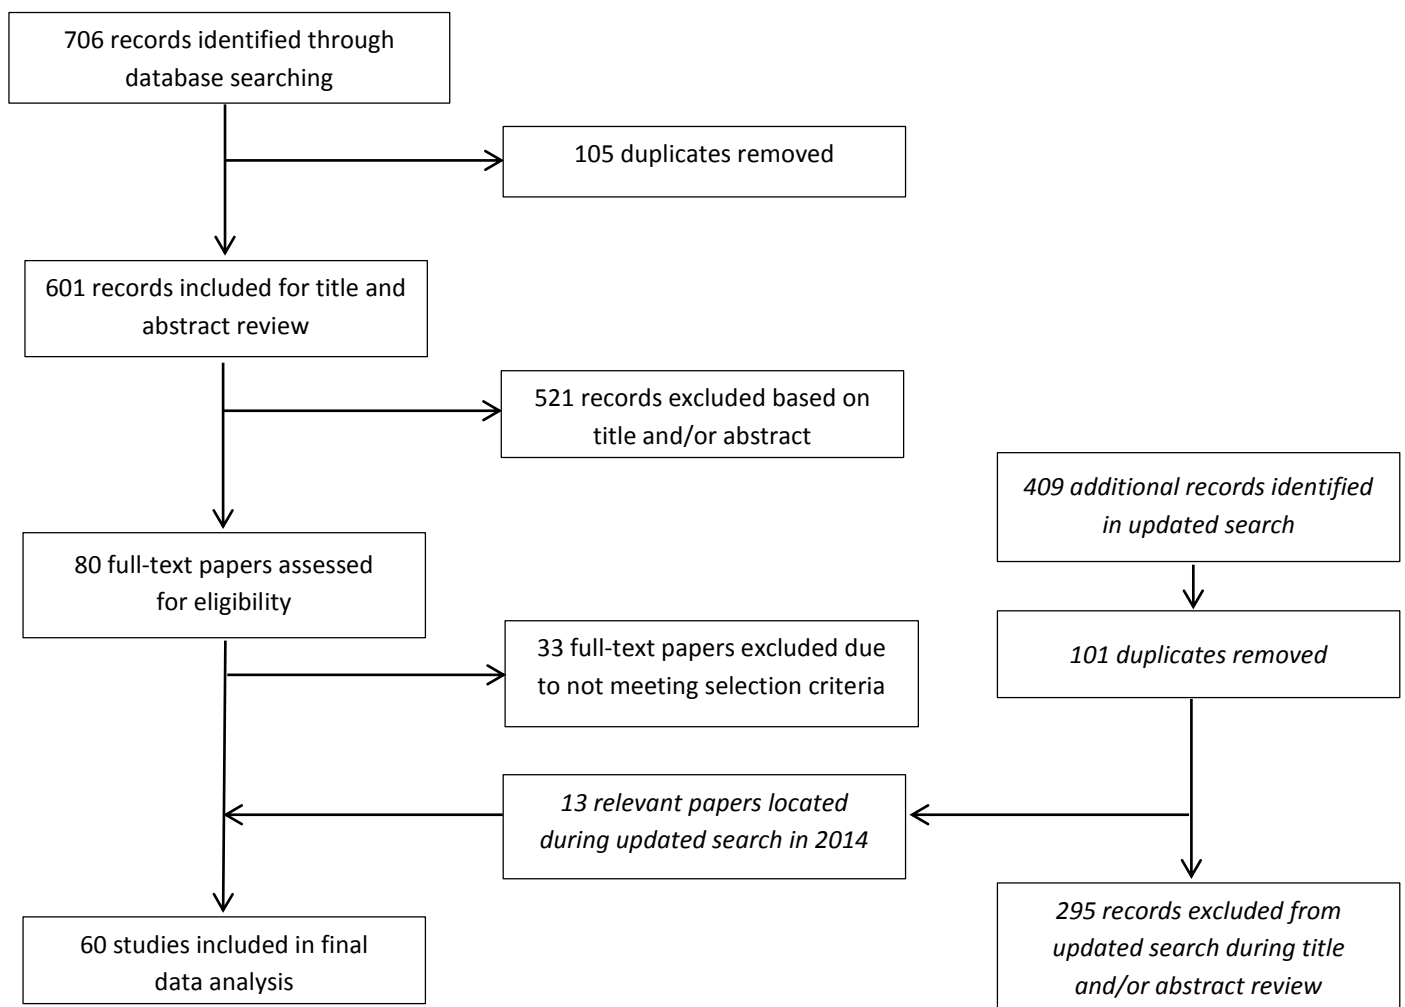 706 records identified through
database searching
105 duplicates removed
601 records included for title and
abstract review
521 records excluded based on
title and/or abstract
409 additional records identified
in updated search
80 full-text papers assessed
for eligibility
33 full-text papers excluded due
to not meeting selection criteria
101 duplicates removed
13 relevant papers located
during updated search in 2014
295 records excluded from
updated search during title
and/or abstract review
60 studies included in final
data analysis